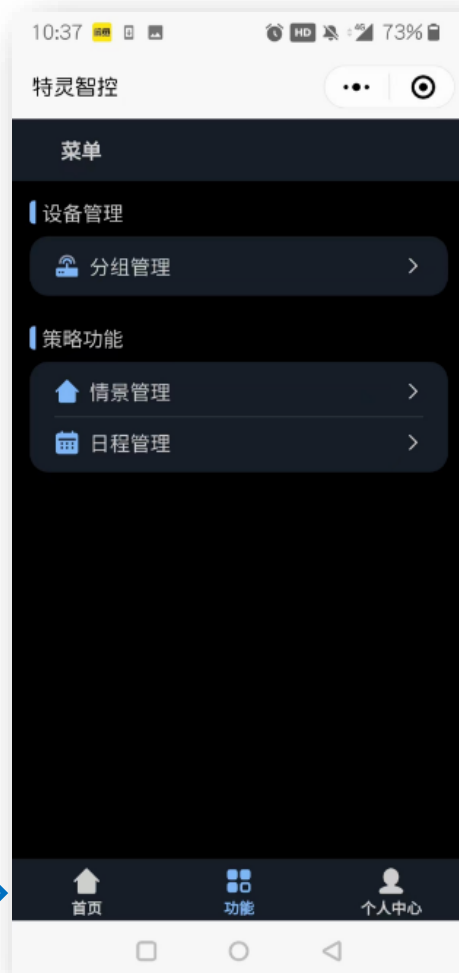 10:37 HD 4G 73%
特灵智控
菜单
设备管理
分组管理
策略功能
情景管理
日程管理
首页 功能 个人中心